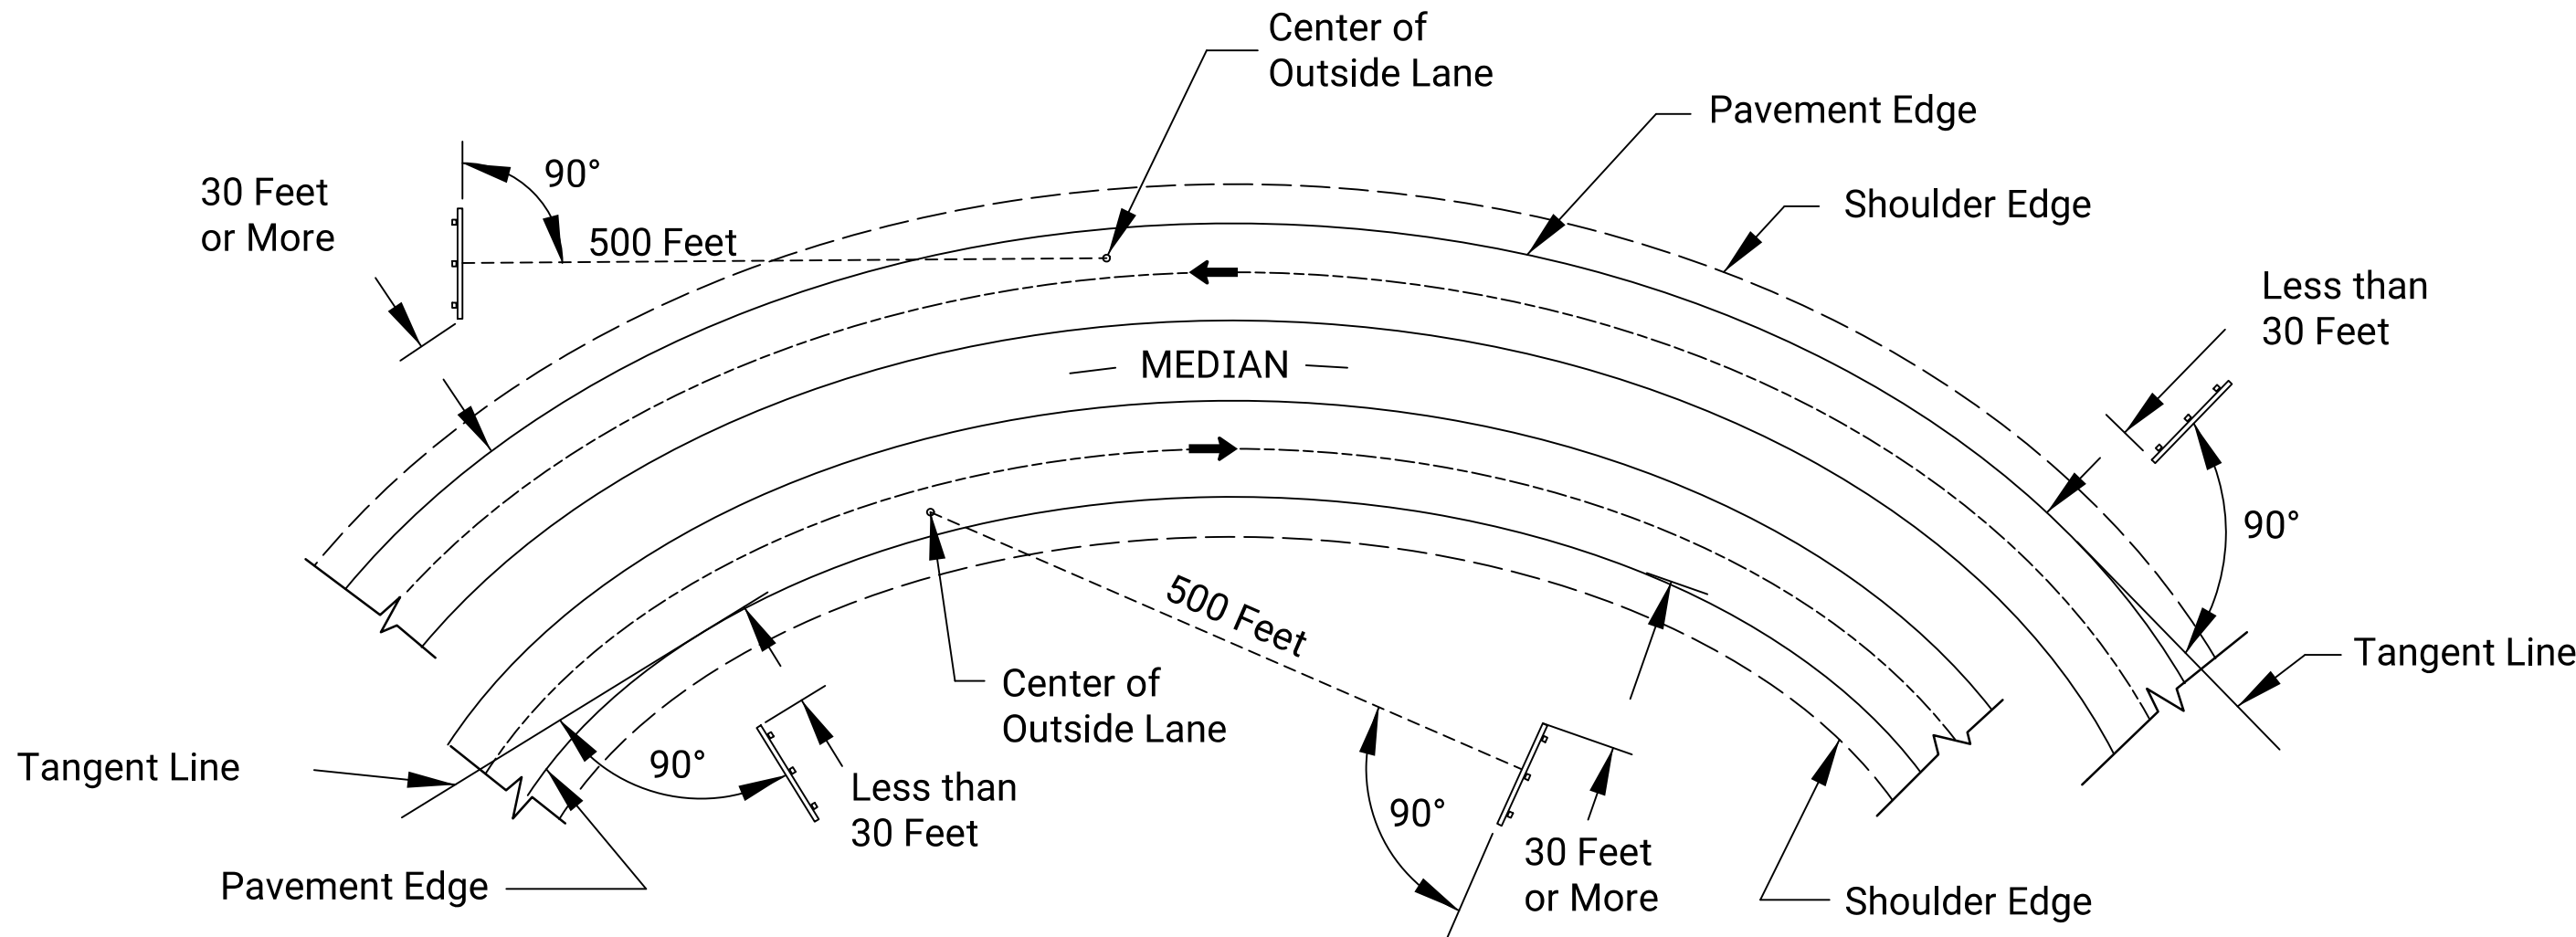 Center of
Outside Lane
Pavement Edge
90°
30 Feet
or More
Shoulder Edge
500 Feet
Less than
30 Feet
MEDIAN
90°
500 Feet
Tangent Line
Center of
Outside Lane
Tangent Line
90°
Less than
30 Feet
90°
30 Feet
or More
Pavement Edge
Shoulder Edge